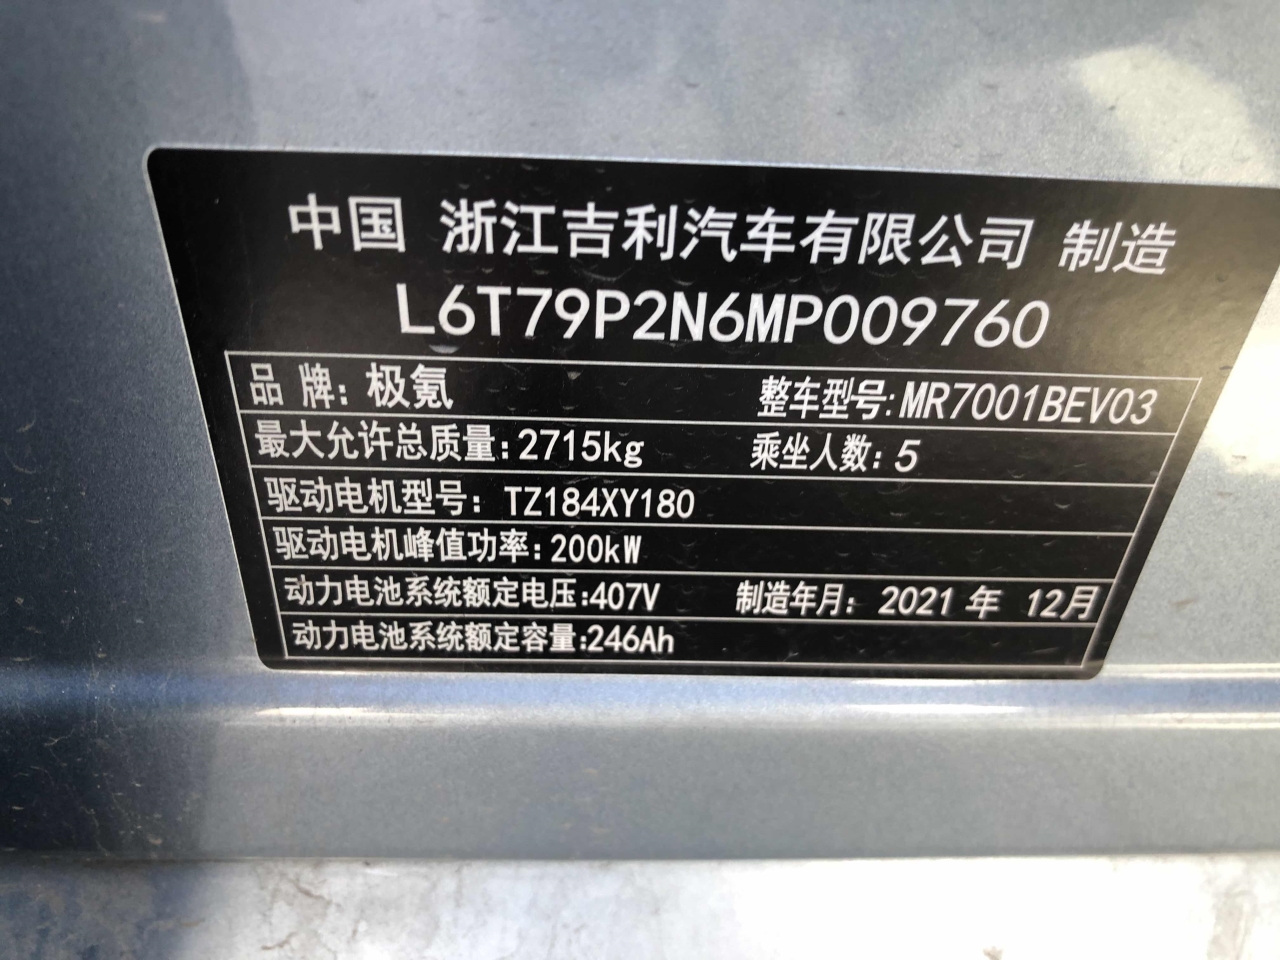 中国 浙江吉利汽车有限公司 制造
L6T79P2N6MP009760
品 牌: 极氪 整车型号:MR7001BEV03
最大允许总质量:2715kg 乘坐人数: 5
驱动电机型号: TZ184XY180
驱动电机峰值功率:200kW
动力电池系统额定电压:407V 制造年月: 2021 年 12月
动力电池系统额定容量:246Ah